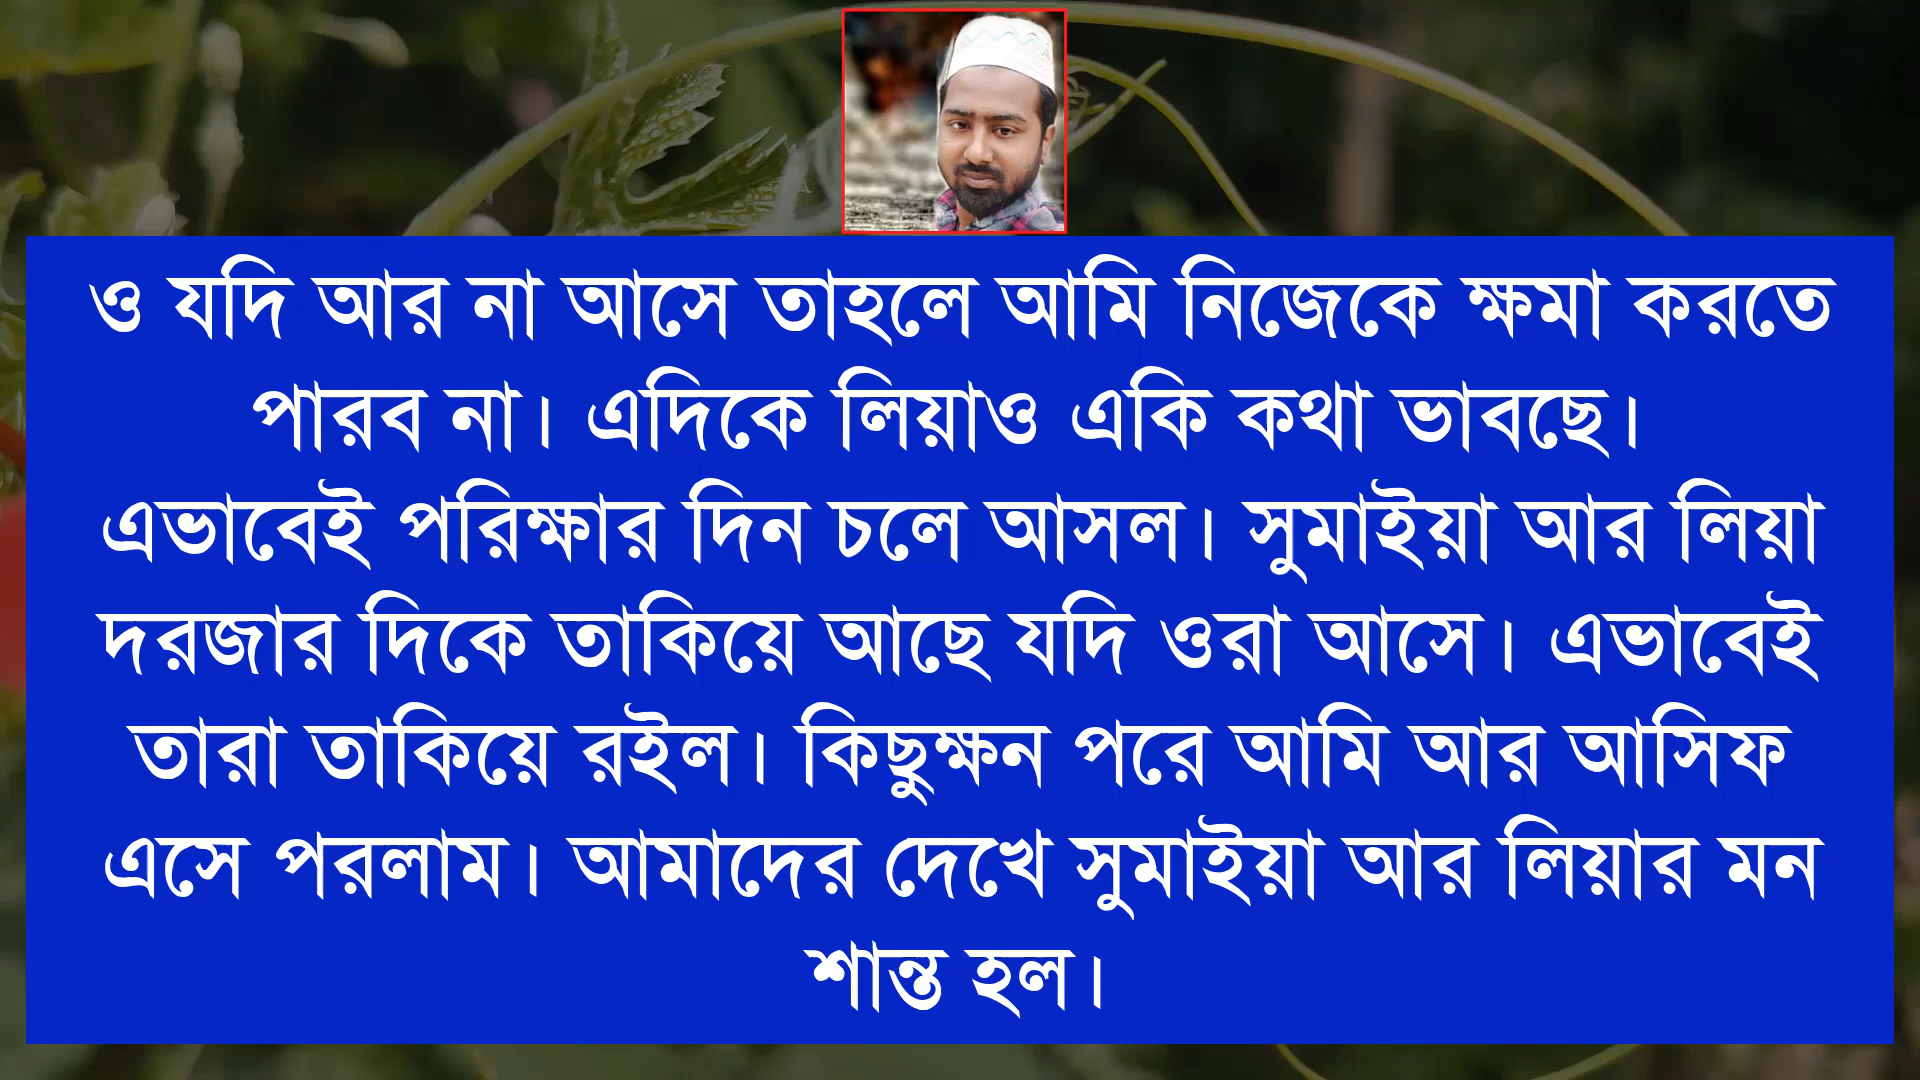 ও যদি আর না আসে তাহলে আমি নিজেকে ক্ষমা করতে
পারব না। এদিকে লিয়াও একি কথা ভাবছে।
এভাবেই পরিক্ষার দিন চলে আসল। সুমাইয়া আর লিয়া
দরজার দিকে তাকিয়ে আছে যদি ওরা আসে। এভাবেই
তারা তাকিয়ে রইল। কিছুক্ষন পরে আমি আর আসিফ
এসে পরলাম। আমাদের দেখে সুমাইয়া আর লিয়ার মন
শান্ত হল।